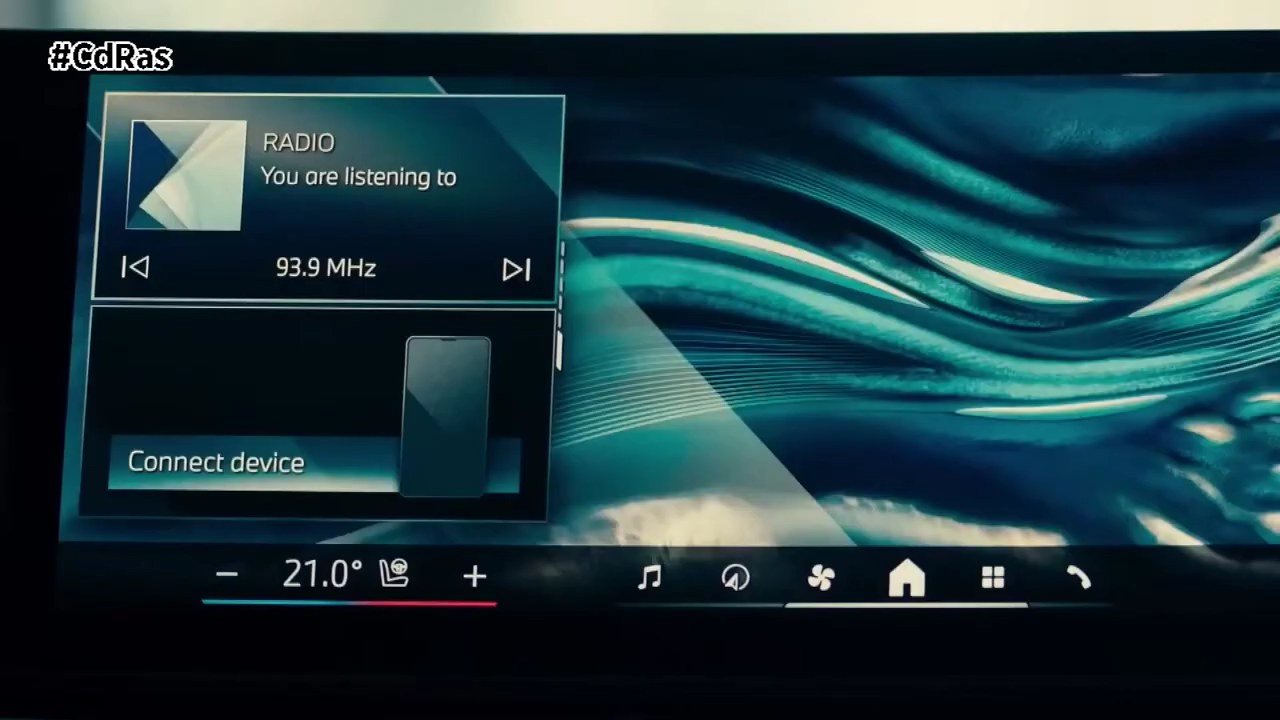 #CdRas
RADIO
You are listening to
93.9 MHz
Connect device
21.0°